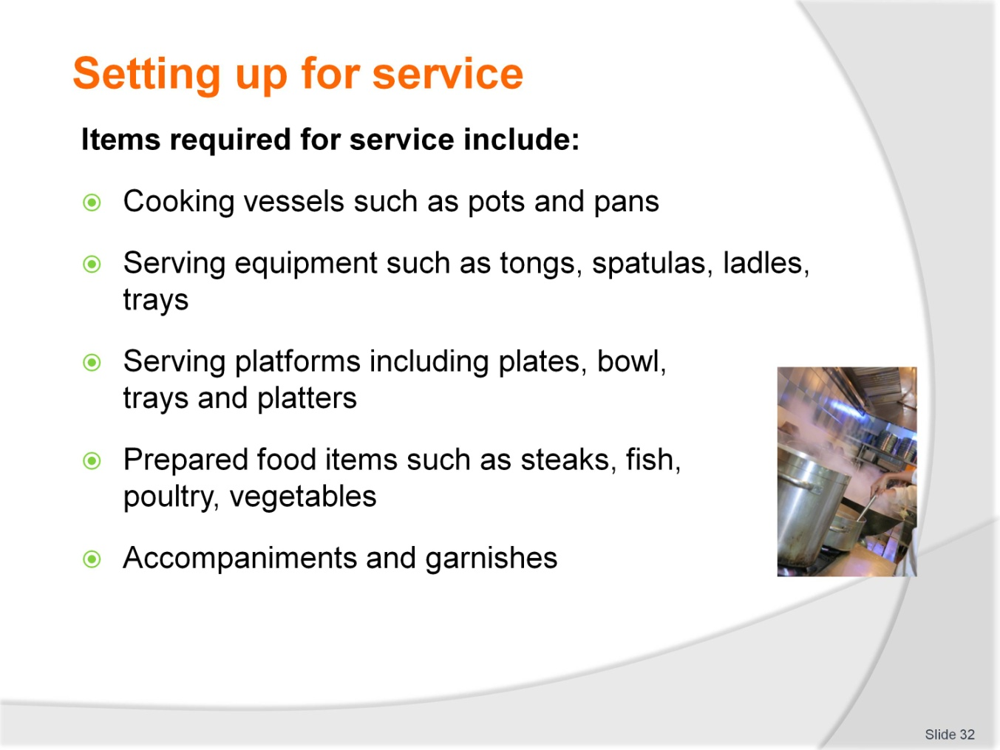 Setting up for service
Items required for service include:
Cooking vessels such as pots and pans
Serving equipment such as tongs, spatulas, ladles,
trays
Serving platforms including plates, bowl,
trays and platters
Prepared food items such as steaks, fish,
poultry, vegetables
Accompaniments and garnishes
Slide 32